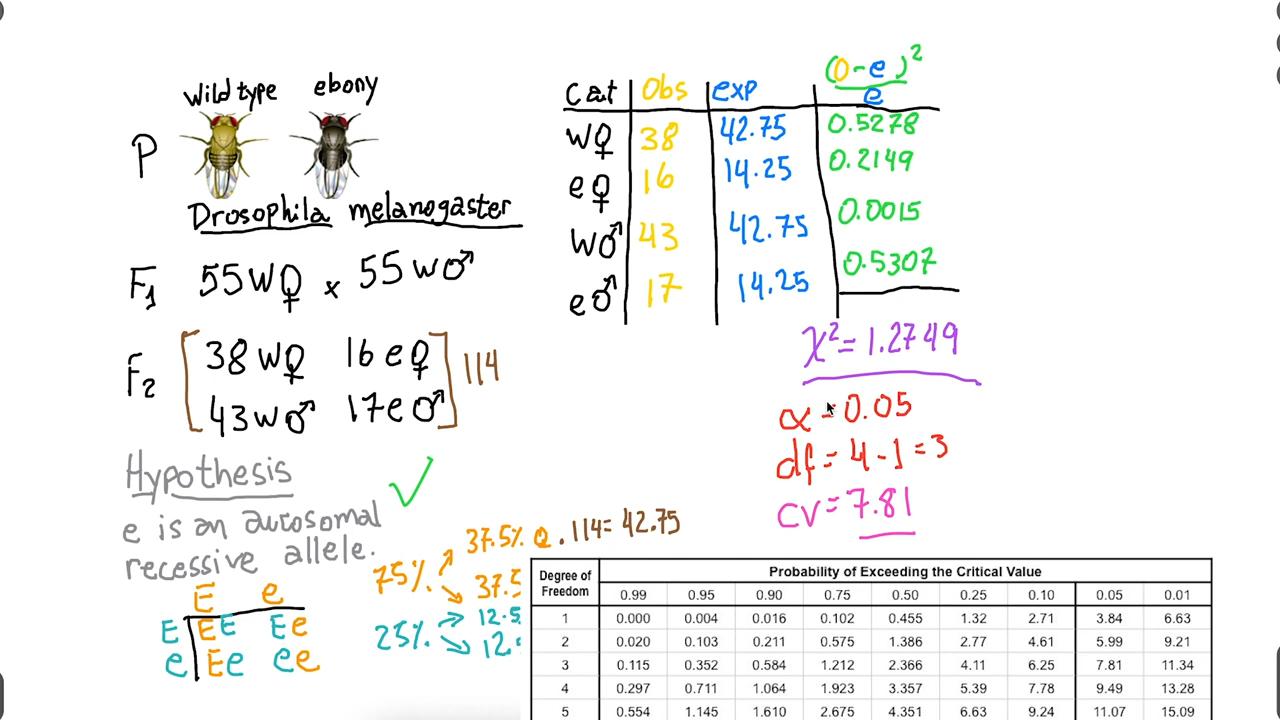 wild type ebony
P
Drosophila melanogaster
F1 55 w♀ x 55 w♂
F2 38 w♀ 16 e♀ 114
43 w♂ 17 e♂
Hypothesis ✓
e is an autosomal
recessive allele.
E e
E EE Ee
e Ee ee
75% 37.5% ♀ . 114 = 42.75
37.5
25% 12.5
12.
Cat Obs exp (O-e)²/e
w♀ 38 42.75 0.5278
e♀ 16 14.25 0.2149
w♂ 43 42.75 0.0015
e♂ 17 14.25 0.5307
χ² = 1.2749
α = 0.05
df = 4 - 1 = 3
CV = 7.81
Degree of Freedom Probability of Exceeding the Critical Value
0.99 0.95 0.90 0.75 0.50 0.25 0.10 0.05 0.01
1 0.000 0.004 0.016 0.102 0.455 1.32 2.71 3.84 6.63
2 0.020 0.103 0.211 0.575 1.386 2.77 4.61 5.99 9.21
3 0.115 0.352 0.584 1.212 2.366 4.11 6.25 7.81 11.34
4 0.297 0.711 1.064 1.923 3.357 5.39 7.78 9.49 13.28
5 0.554 1.145 1.610 2.675 4.351 6.63 9.24 11.07 15.09